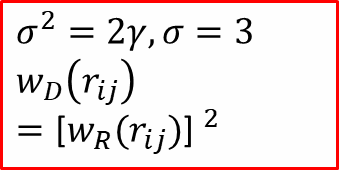 σ² = 2γ, σ = 3
w_D(r_ij)
= [w_R(r_ij)] ²